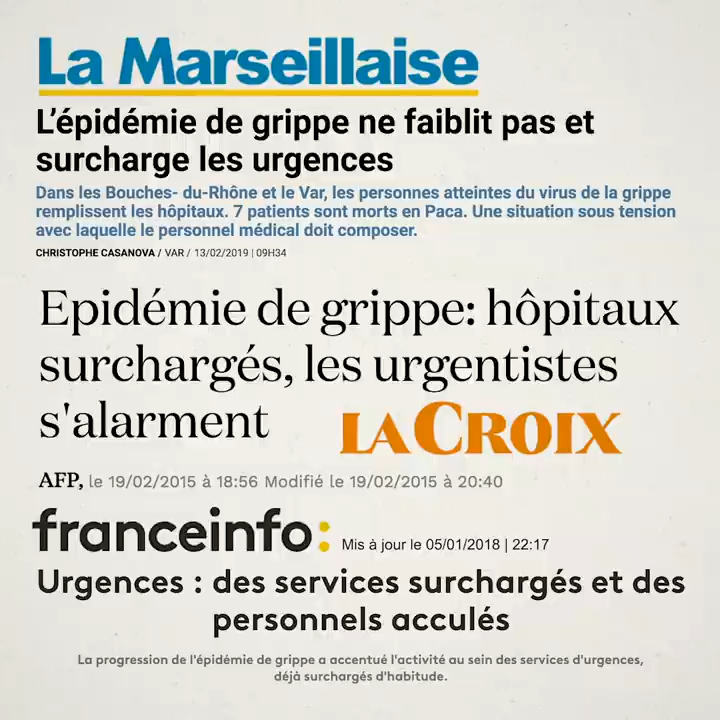 La Marseillaise
L'épidémie de grippe ne faiblit pas et
surcharge les urgences
Dans les Bouches- du-Rhône et le Var, les personnes atteintes du virus de la grippe
remplissent les hôpitaux. 7 patients sont morts en Paca. Une situation sous tension
avec laquelle le personnel médical doit composer.
CHRISTOPHE CASANOVA / VAR / 13/02/2019 | 09H34
Epidémie de grippe: hôpitaux
surchargés, les urgentistes
s'alarment
LA CROIX
AFP, le 19/02/2015 à 18:56 Modifié le 19/02/2015 à 20:40
franceinfo:
Mis à jour le 05/01/2018 | 22:17
Urgences : des services surchargés et des
personnels acculés
La progression de l'épidémie de grippe a accentué l'activité au sein des services d'urgences,
déjà surchargés d'habitude.